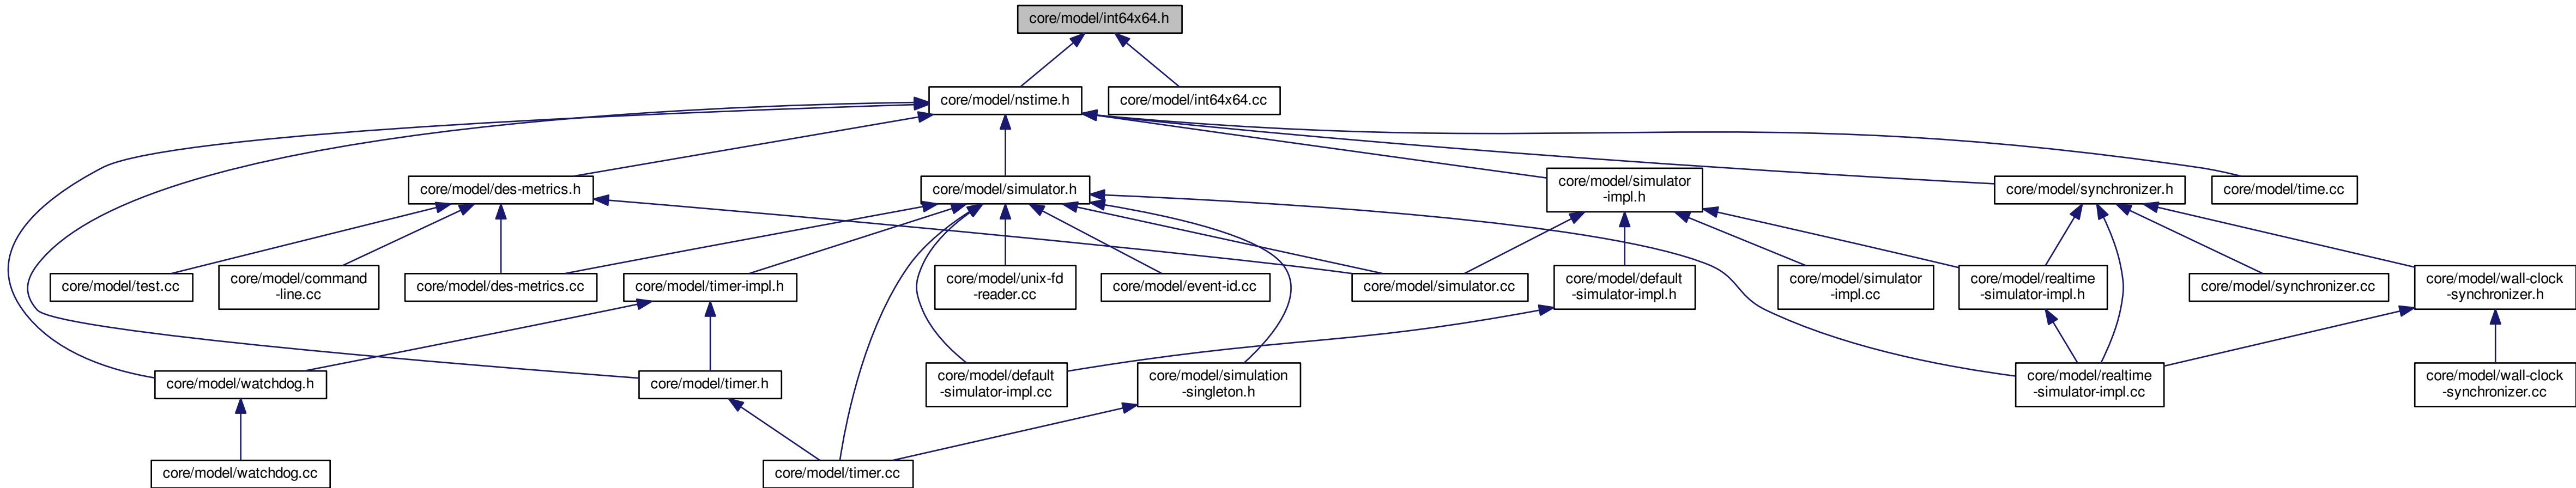 core/model/int64x64.h
core/model/nstime.h
core/model/int64x64.cc
core/model/des-metrics.h
core/model/simulator.h
core/model/simulator
-impl.h
core/model/synchronizer.h
core/model/time.cc
core/model/test.cc
core/model/command
-line.cc
core/model/des-metrics.cc
core/model/timer-impl.h
core/model/unix-fd
-reader.cc
core/model/event-id.cc
core/model/simulator.cc
core/model/default
-simulator-impl.h
core/model/simulator
-impl.cc
core/model/realtime
-simulator-impl.h
core/model/synchronizer.cc
core/model/wall-clock
-synchronizer.h
core/model/watchdog.h
core/model/timer.h
core/model/default
-simulator-impl.cc
core/model/simulation
-singleton.h
core/model/realtime
-simulator-impl.cc
core/model/wall-clock
-synchronizer.cc
core/model/watchdog.cc
core/model/timer.cc